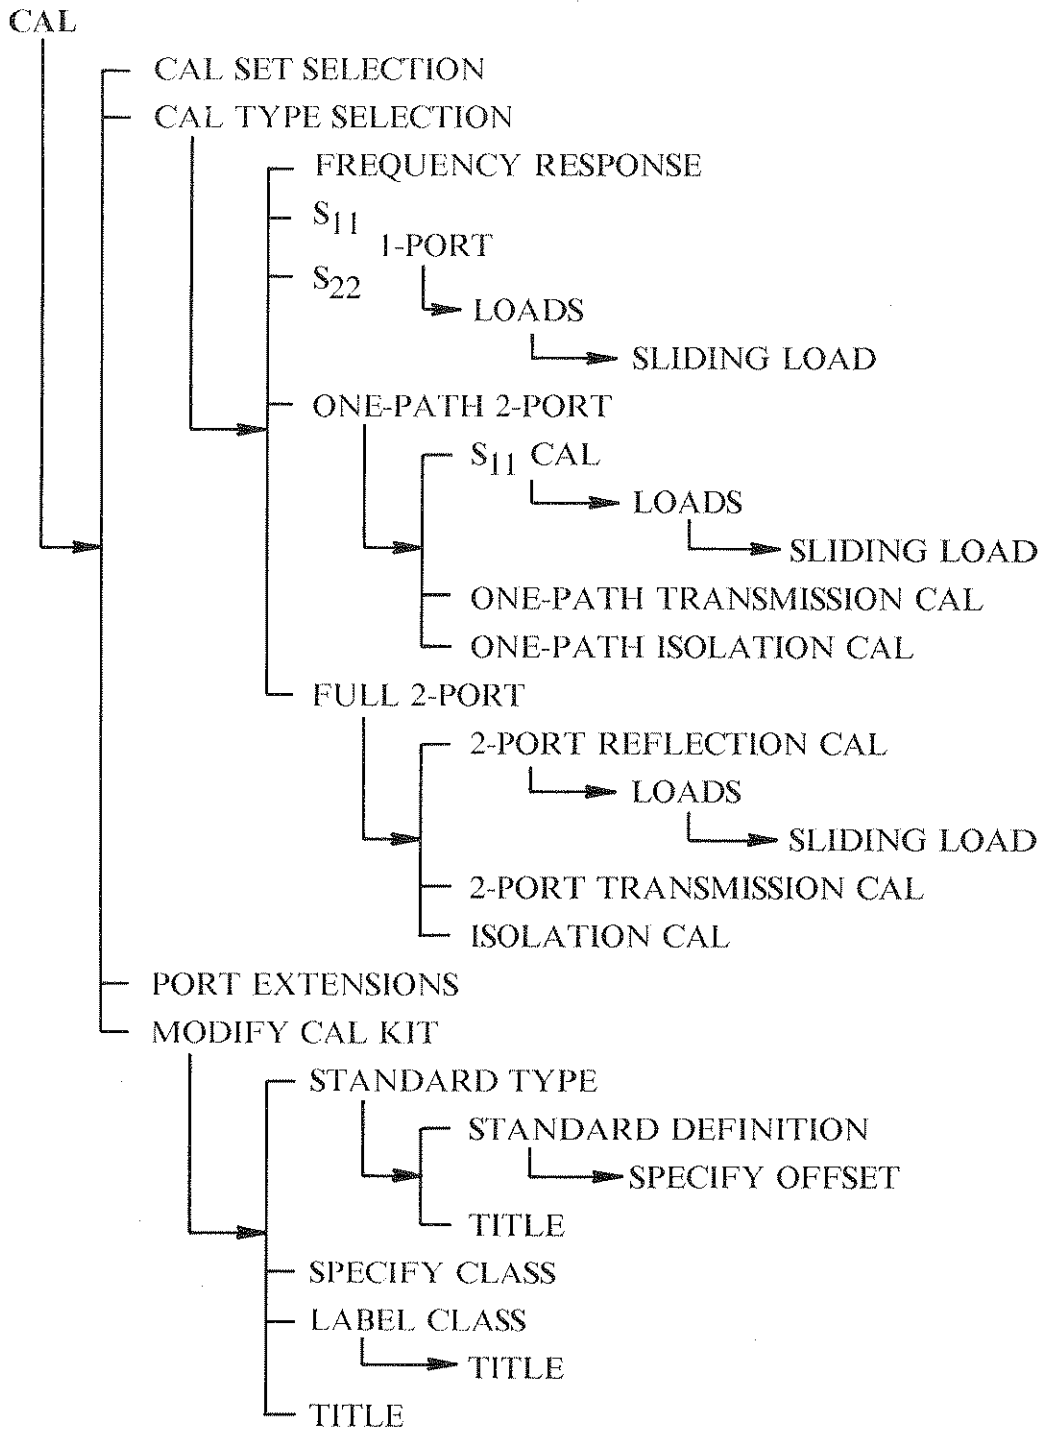 CAL
CAL SET SELECTION
CAL TYPE SELECTION
FREQUENCY RESPONSE
S11
1-PORT
S22
LOADS
SLIDING LOAD
ONE-PATH 2-PORT
S11 CAL
LOADS
SLIDING LOAD
ONE-PATH TRANSMISSION CAL
ONE-PATH ISOLATION CAL
FULL 2-PORT
2-PORT REFLECTION CAL
LOADS
SLIDING LOAD
2-PORT TRANSMISSION CAL
ISOLATION CAL
PORT EXTENSIONS
MODIFY CAL KIT
STANDARD TYPE
STANDARD DEFINITION
SPECIFY OFFSET
TITLE
SPECIFY CLASS
LABEL CLASS
TITLE
TITLE